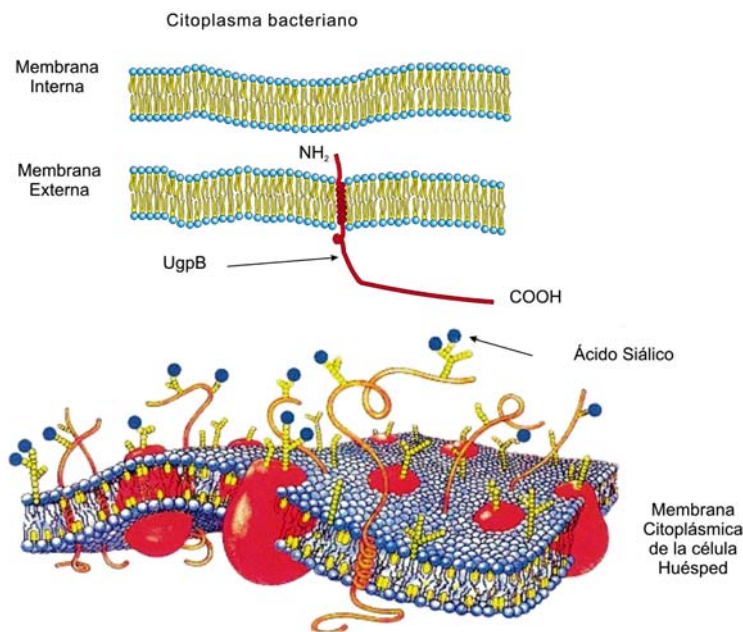 Citoplasma bacteriano
Membrana
Interna
NH₂
Membrana
Externa
UgpB
COOH
Ácido Siálico
Membrana
Citoplásmica
de la célula
Huésped